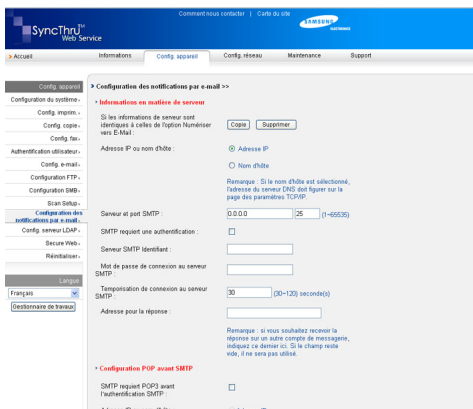 Comment nous contacter | Carte du site
SAMSUNG
ELECTRONICS
SyncThru™
Web Service
Accueil
Informations
Config. appareil
Config. réseau
Maintenance
Support
Config. appareil
Configuration du système
Config. imprim.
Config. copie
Config. fax
Authentification utilisateur
Config. e-mail
Configuration FTP
Configuration SMB
Scan Setup
Configuration des
notifications par e-mail
Config. serveur LDAP
Secure Web
Réinitialiser
Langue
Français
Gestionnaire de travaux
Configuration des notifications par e-mail >>
Informations en matière de serveur
Si les informations de serveur sont
identiques à celles de l'option Numériser
vers E-Mail :
Copie Supprimer
Adresse IP ou nom d'hôte :
Adresse IP
Nom d'hôte
Remarque : Si le nom d'hôte est sélectionné,
l'adresse du serveur DNS doit figurer sur la
page des paramètres TCP/IP.
Serveur et port SMTP : 0.0.0.0 25 (1~65535)
SMTP requiert une authentification :
Serveur SMTP Identifiant :
Mot de passe de connexion au serveur
SMTP :
Temporisation de connexion au serveur
SMTP :
30 (30~120) seconde(s)
Adresse pour la réponse :
Remarque : si vous souhaitez recevoir la
réponse sur un autre compte de messagerie,
indiquez ce dernier ici. Si le champ reste
vide, il ne sera pas utilisé.
Configuration POP avant SMTP
SMTP requiert POP3 avant
l'authentification SMTP :